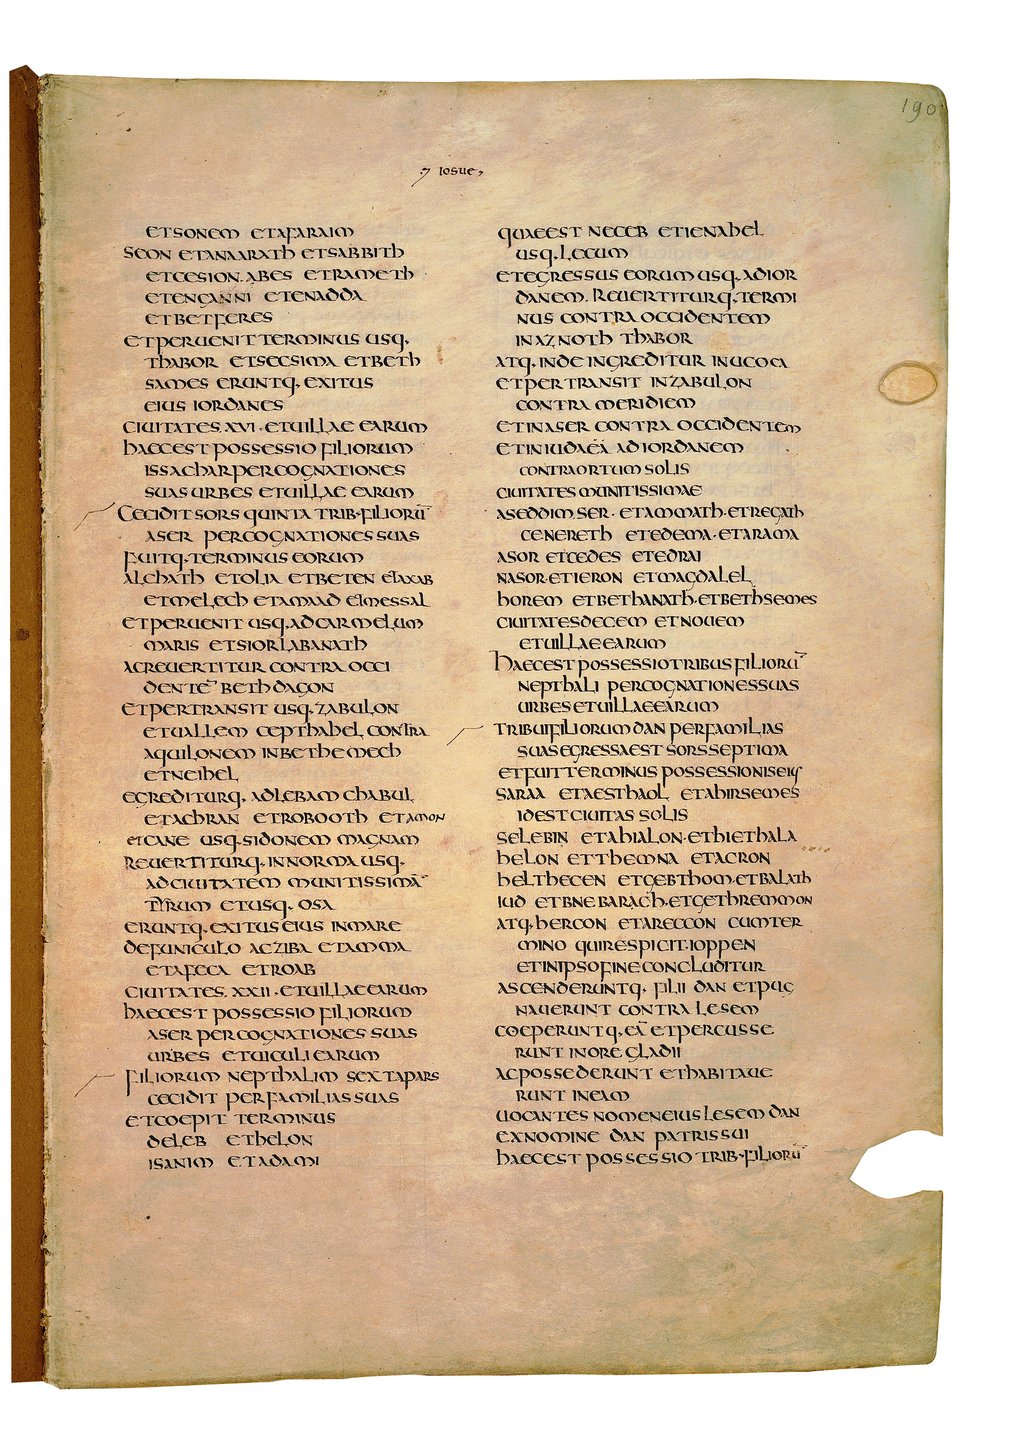 190
iosue
ET SONEM ET AFARAIM
SEON ET ANAARATH ET SABBITH
ET CESION. ABES ET RAMETH
ET ENGANNI ET ENADDA
ET BETFERES
ET PERUENIT TERMINUS USQ·
THABOR ET SECSIMA ET BETH
SAMES ERUNTQ· EXITUS
EIUS IORDANES
CIUITATES XVI · ET UILLAE EARUM
HAEC EST POSSESSIO FILIORUM
ISSACHAR PER COGNATIONES
SUAS URBES ET UILLAE EARUM
CECIDIT SORS QUINTA TRIB· FILIORŪ
ASER PER COGNATIONES SUAS
FUITQ· TERMINUS EORUM
ALCHATH ET OLIA ET BETEN ET AXAB
ET MELECH ET AMAAD ET MESSAL
ET PERUENIT USQ· AD CARMELUM
MARIS ET SIOR LABANATH
AC REUERTITUR CONTRA OCCI
DENTĒ BETHDAGON
ET PERTRANSIT USQ· ZABULON
ET UALLEM CEPTHAHEL CONTRA
AQUILONEM IN BETHEMECH
ET NEIHEL
EGREDITURQ· AD LEBAM CHABUL
ET ACHRAN ET ROBOOTH ET AMON
ET CANE USQ· SIDONEM MAGNAM
REUERTITURQ· IN NORMA USQ·
AD CIUITATEM MUNITISSIMĀ
TYRUM ET USQ· OSA
ERUNTQ· EXITUS EIUS IN MARE
DE FUNICULO ACZIBA ET AMMA
ET AFECA ET ROAB
CIUITATES XXII · ET UILLAE EARUM
HAEC EST POSSESSIO FILIORUM
ASER PER COGNATIONES SUAS
URBES ET UICULI EARUM
FILIORUM NEPTHALIM SEXTA PARS
CECIDIT PER FAMILIAS SUAS
ET COEPIT TERMINUS
DELEB ET HELON
ISANIM ET ADAMI
QUAE EST NECEB ET IENAHEL
USQ· LECUM
ET EGRESSUS EORUM USQ· AD IOR
DANEM. REUERTITURQ· TERMI
NUS CONTRA OCCIDENTEM
IN AZNOTH THABOR
ATQ· INDE INGREDITUR IN UCOCA
ET PERTRANSIT IN ZABULON
CONTRA MERIDIEM
ET IN ASER CONTRA OCCIDENTEM
ET IN IUDAEA AD IORDANEM
CONTRA ORTUM SOLIS
CIUITATES MUNITISSIMAE
ASEDDIM. SER · ET AMMATH · ET REGATH
CENERETH ET EDEMA · ET ARAMA
ASOR ET CEDES ET EDRAI
NASOR · ET IERON ET MAGDALEL
HOREM ET BETHANATH · ET BETHSEMES
CIUITATES DECEM ET NOUEM
ET UILLAE EARUM
HAEC EST POSSESSIO TRIBUS FILIORŪ
NEPTHALI PER COGNATIONES SUAS
URBES ET UILLAE EARUM
TRIBUI FILIORUM DAN PER FAMILIAS
SUAS EGRESSA EST SORS SEPTIMA
ET FUIT TERMINUS POSSESSIONIS EIUS
SARAA ET AESTHAOL ET AHIRSEMES
ID EST CIUITAS SOLIS
SELEBIN ET AHIALON · ET HIETHALA
HELON ET THEMNA ET ACRON
HELTHECEN ET GEBTHOM · ET BALATH
IUD ET BNE BARACH · ET GETHREMMON
ATQ· HERCON ET ARECCON CUM TER
MINO QUI RESPICIT · IOPPEN
ET IN IPSO FINE CONCLUDITUR
ASCENDERUNTQ· FILII DAN ET PUG
NAUERUNT CONTRA LESEM
COEPERUNTQ· EĀ ET PERCUSSE
RUNT IN ORE GLADII
AC POSSEDERUNT ET HABITAUE
RUNT IN EAM
UOCANTES NOMEN EIUS LESEM DAN
EX NOMINE DAN PATRIS SUI
HAEC EST POSSESSIO TRIB· FILIORŪ